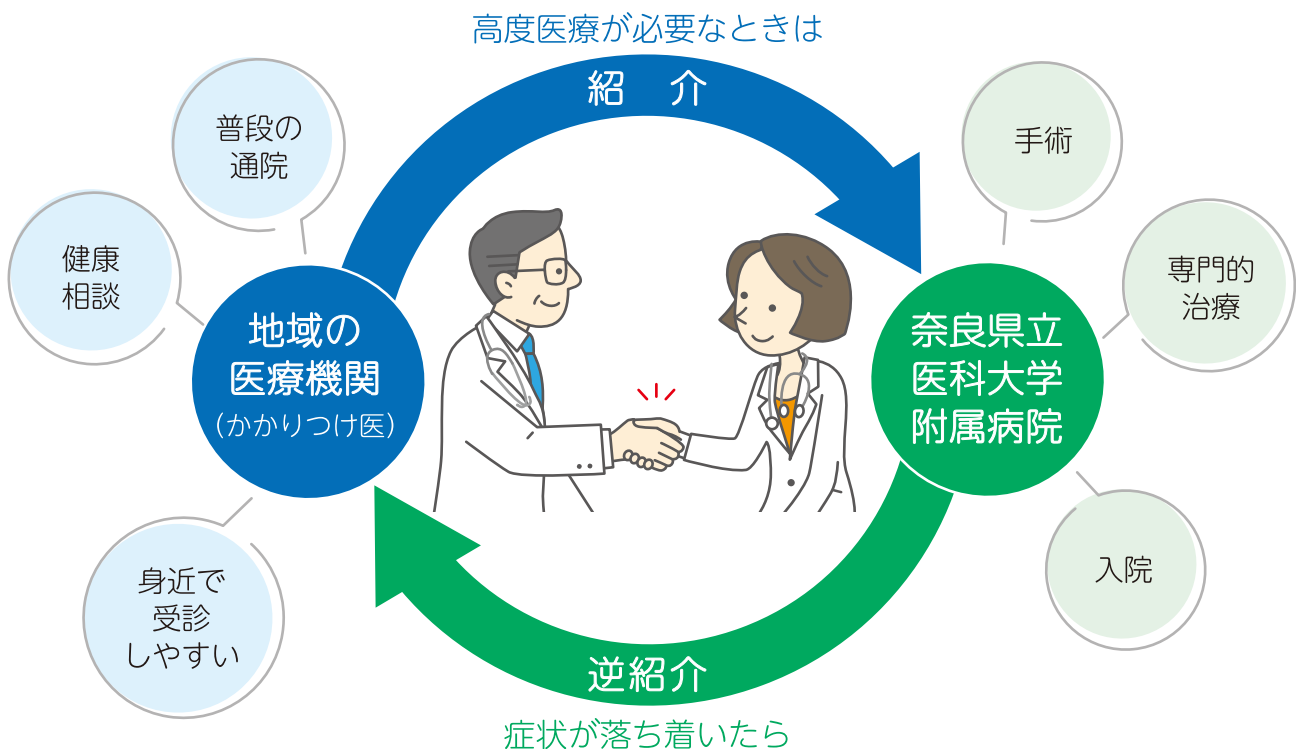 高度医療が必要なときは
紹　介
普段の
通院
健康
相談
地域の
医療機関
（かかりつけ医）
身近で
受診
しやすい
手術
専門的
治療
奈良県立
医科大学
附属病院
入院
逆紹介
症状が落ち着いたら